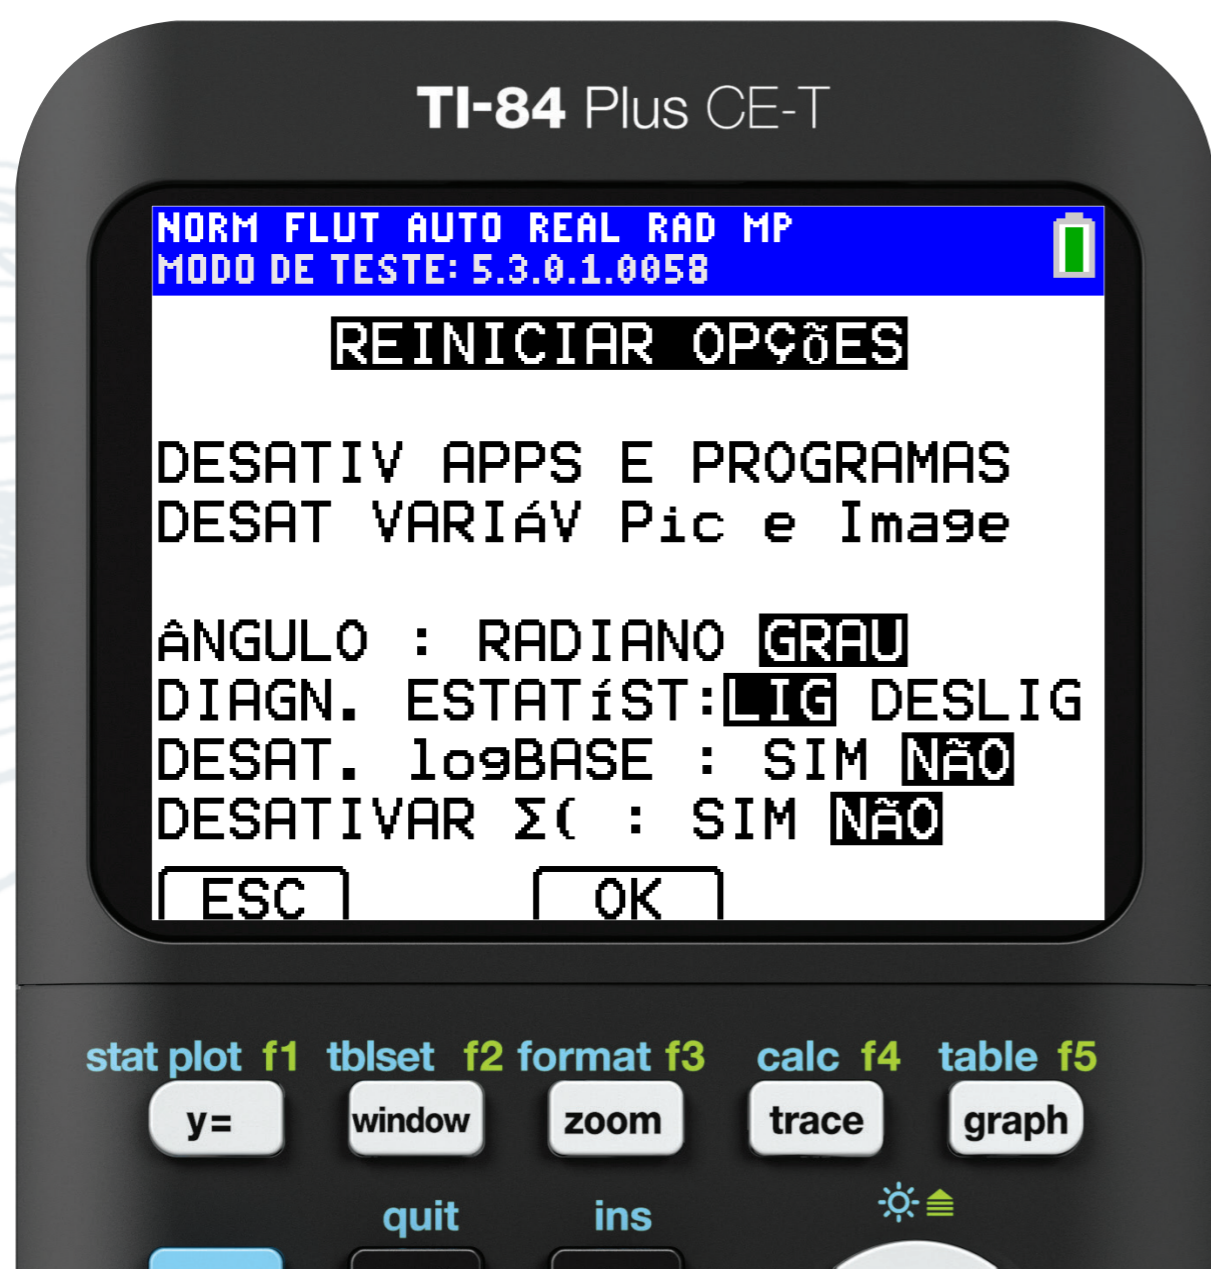 TI-84 Plus CE-T
NORM FLUT AUTO REAL RAD MP
MODO DE TESTE: 5.3.0.1.0058
REINICIAR OPÇõES
DESATIV APPS E PROGRAMAS
DESAT VARIáV Pic e Image
âNGULO : RADIANO GRAU
DIAGN. ESTATíST:LIG DESLIG
DESAT. logBASE : SIM NãO
DESATIVAR Σ( : SIM NãO
ESC OK
stat plot f1 tblset f2 format f3 calc f4 table f5
y= window zoom trace graph
quit ins